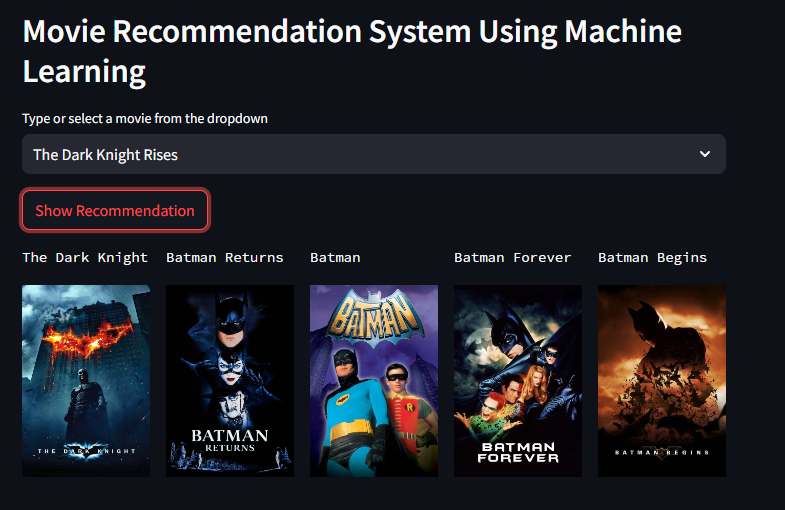 Movie Recommendation System Using Machine
Learning
Type or select a movie from the dropdown
The Dark Knight Rises
Show Recommendation
The Dark Knight
Batman Returns
Batman
Batman Forever
Batman Begins
THE DARK KNIGHT
BATMAN
RETURNS
BATMAN
BATMAN
FOREVER
BATMAN BEGINS